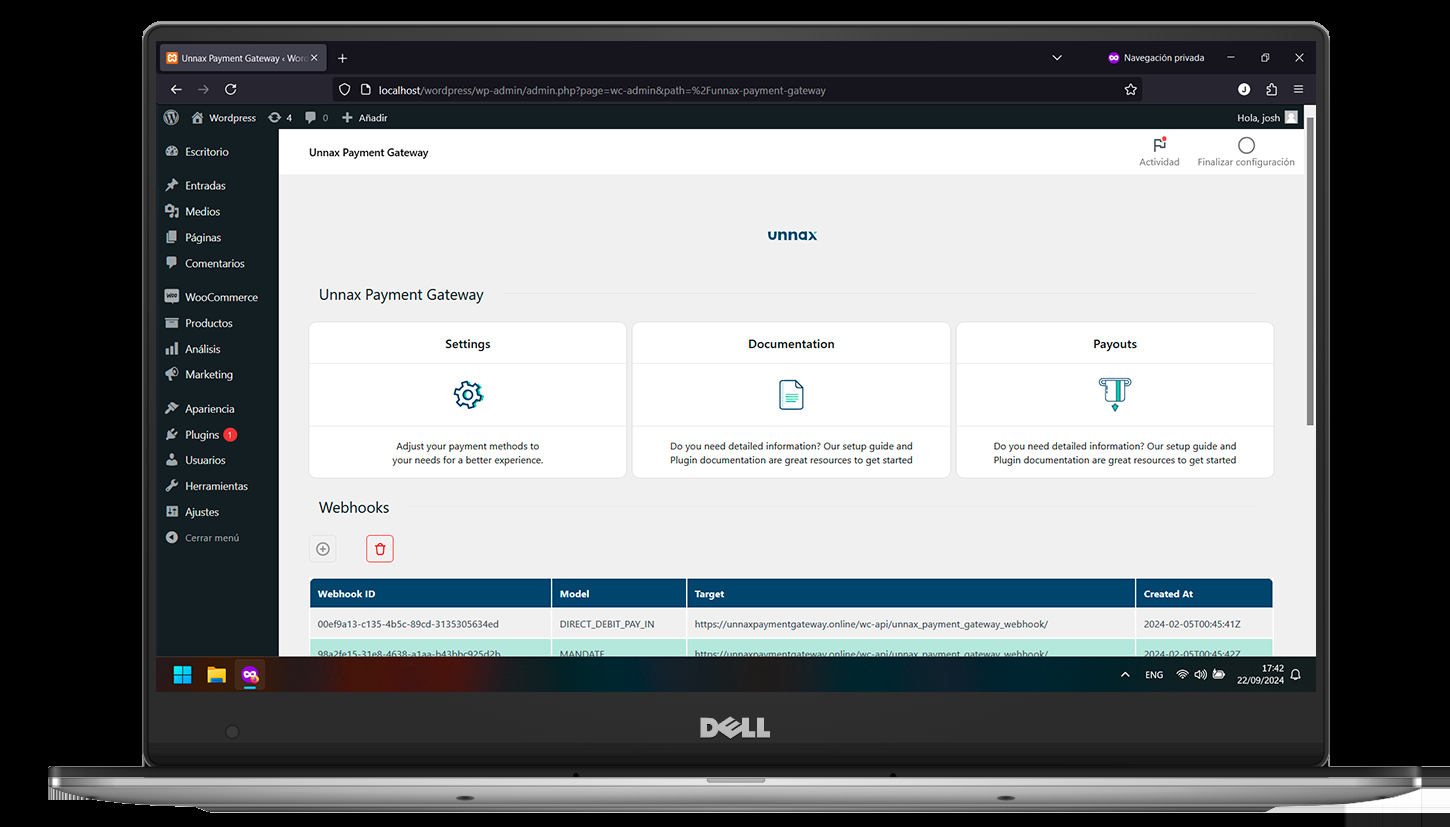 Unnax Payment Gateway ‹ Wor
Navegación privada
localhost/wordpress/wp-admin/admin.php?page=wc-admin&path=%2Funnax-payment-gateway
J
Wordpress 4 0 Añadir
Hola, josh
Escritorio
Entradas
Medios
Páginas
Comentarios
Woo WooCommerce
Productos
Análisis
Marketing
Apariencia
Plugins 1
Usuarios
Herramientas
Ajustes
Cerrar menú
Unnax Payment Gateway
Actividad
Finalizar configuración
unnax
Unnax Payment Gateway
Settings
Adjust your payment methods to
your needs for a better experience.
Documentation
Do you need detailed information? Our setup guide and
Plugin documentation are great resources to get started
Payouts
Do you need detailed information? Our setup guide and
Plugin documentation are great resources to get started
Webhooks
Webhook ID Model Target Created At
00ef9a13-c135-4b5c-89cd-3135305634ed DIRECT_DEBIT_PAY_IN https://unnaxpaymentgateway.online/wc-api/unnax_payment_gateway_webhook/ 2024-02-05T00:45:41Z
98a2fe15-31e8-4638-a1aa-b43bbc925d2b MANDATE https://unnaxpaymentgateway.online/wc-api/unnax_payment_gateway_webhook/ 2024-02-05T00:45:42Z
ENG
17:42
22/09/2024
DELL